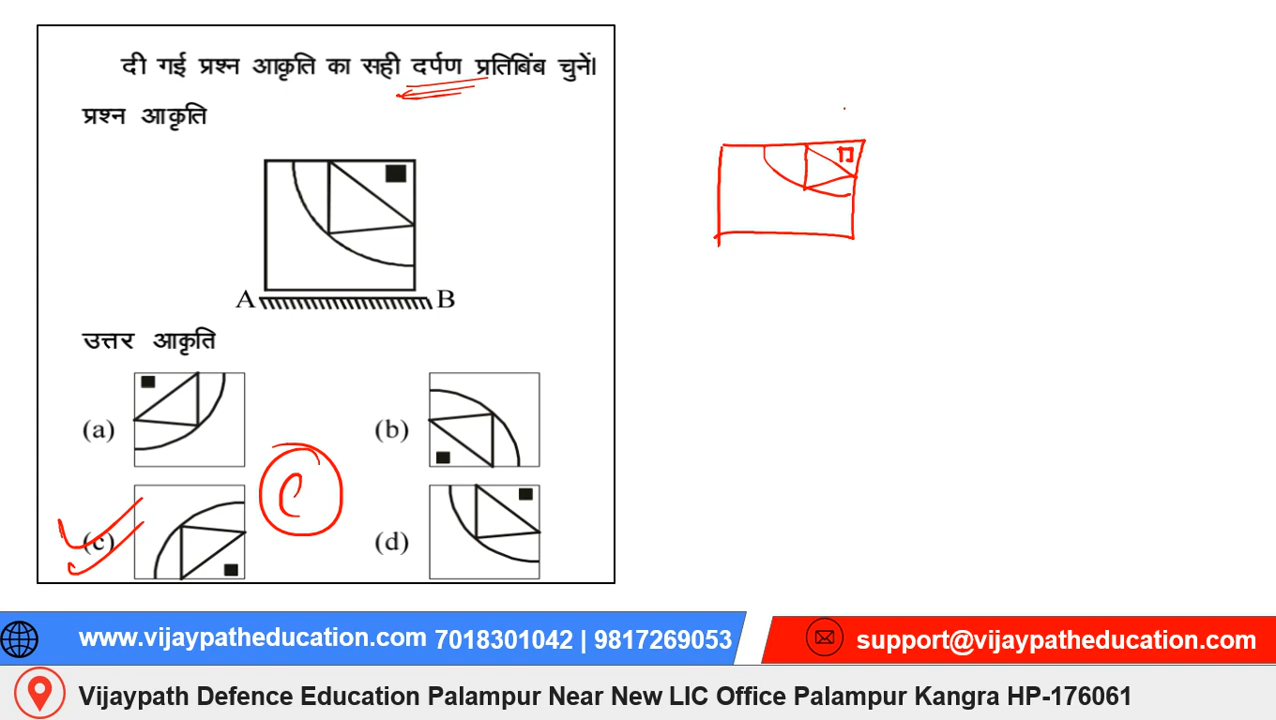 दी गई प्रश्न आकृति का सही दर्पण प्रतिबिंब चुनें।
प्रश्न आकृति
A B
उत्तर आकृति
(a) (b)
C
(c) (d)
www.vijaypatheducation.com 7018301042 | 9817269053 support@vijaypatheducation.com
Vijaypath Defence Education Palampur Near New LIC Office Palampur Kangra HP-176061